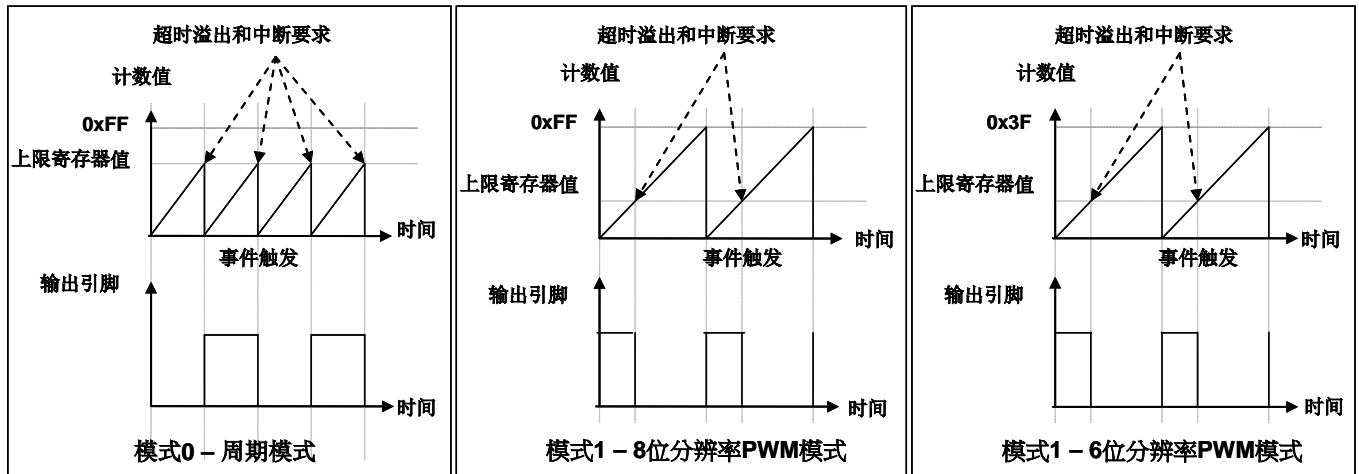 超时溢出和中断要求
计数值
0xFF
上限寄存器值
时间
事件触发
输出引脚
时间
模式0 – 周期模式
超时溢出和中断要求
计数值
0xFF
上限寄存器值
时间
事件触发
输出引脚
时间
模式1 – 8位分辨率PWM模式
超时溢出和中断要求
计数值
0x3F
上限寄存器值
时间
事件触发
输出引脚
时间
模式1 – 6位分辨率PWM模式